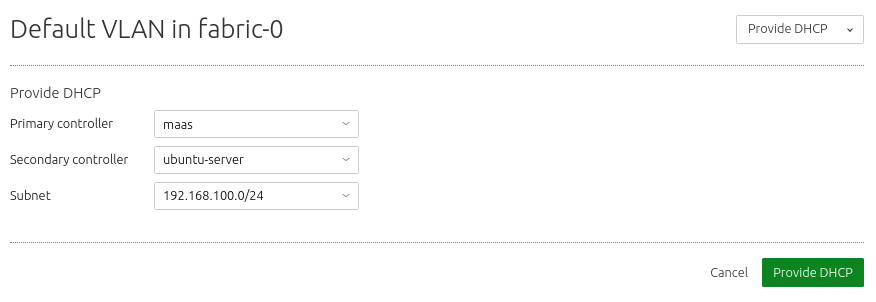 Default VLAN in fabric-0
Provide DHCP
Provide DHCP
Primary controller maas
Secondary controller ubuntu-server
Subnet 192.168.100.0/24
Cancel Provide DHCP